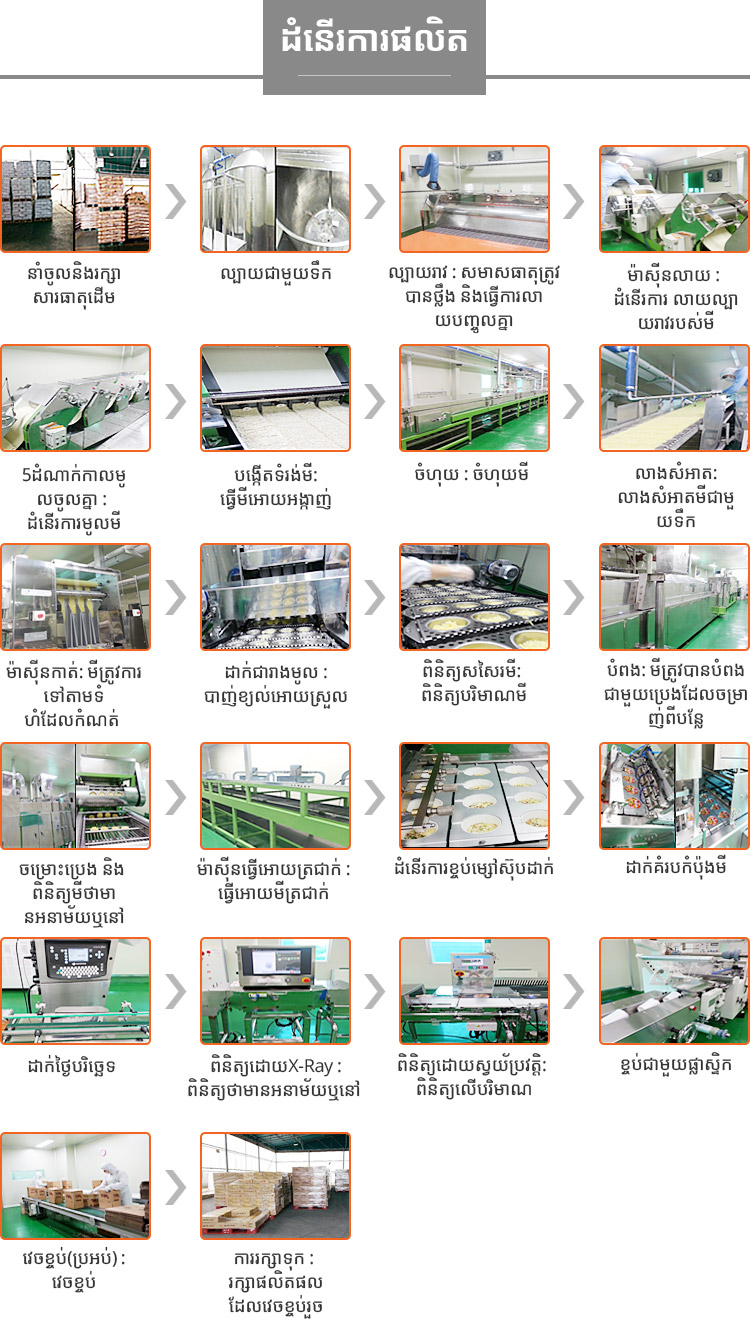 ដំនើរការផលិត
នាំចូលនិងរក្សា
សារធាតុដើម
ល្បាយជាមួយទឹក
ល្បាយរាវ : សមាសធាតុត្រូវ
បានថ្លឹង និងធ្វើការលា
យបញ្ចូលគ្នា
ម៉ាស៊ីនលាយ :
ដំនើរការ លាយល្បា
យរាវរបស់មី
5ដំណាក់កាលមូ
លចូលគ្នា :
ដំនើរការមូលមី
បង្កើតទំរង់មី:
ធ្វើមីអោយអង្កាញ់
ចំហុយ : ចំហុយមី
លាងសំអាត:
លាងសំអាតមីជាមួ
យទឹក
ម៉ាស៊ីនកាត់: មីត្រូវការ
ទៅតាមទំ
ហំដែលកំណត់
ដាក់ជារាងមូល :
បាញ់ខ្យល់អោយស្រួល
ពិនិត្យសសៃរមី:
ពិនិត្យបរិមាណមី
បំពង: មីត្រូវបានបំពង
ជាមួយប្រេងដែលចម្រា
ញ់ពីបន្លែ
ចម្រោះប្រេង និង
ពិនិត្យមីថាមា
នអនាម័យឬនៅ
ម៉ាស៊ីនធ្វើអោយត្រជាក់ :
ធ្វើអោយមីត្រជាក់
ដំនើរការខ្ចប់ម្សៅស៊ុបដាក់
ដាក់គំរបកំប៉ុងមី
ដាក់ថ្ងៃបរិច្ឆេទ
ពិនិត្យដោយX-Ray :
ពិនិត្យថាមានអនាម័យឬនៅ
ពិនិត្យដោយស្វយ័ប្រវត្តិ:
ពិនិត្យលើបរិមាណ
ខ្ចប់ជាមួយផ្លាស្ទិក
វេចខ្ចប់(ប្រអប់) :
វេចខ្ចប់
ការរក្សាទុក :
រក្សាផលិតផល
ដែលវេចខ្ចប់រួច